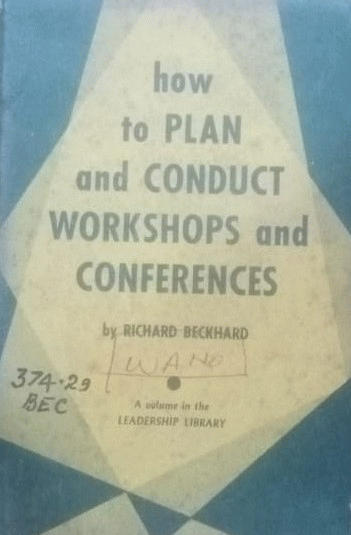 how
to PLAN
and CONDUCT
WORKSHOPS and
CONFERENCES
by RICHARD BECKHARD
WANO
374.29
BEC
A volume in the
LEADERSHIP LIBRARY